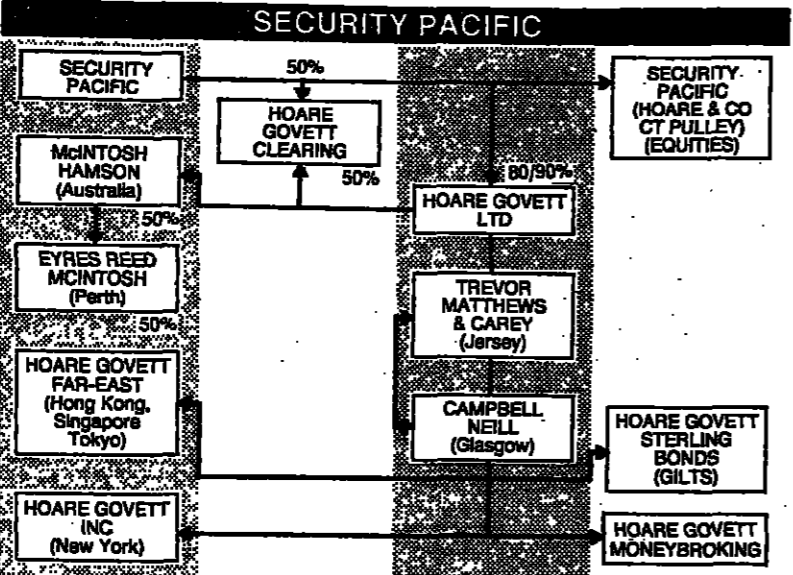 SECURITY PACIFIC
SECURITY
PACIFIC
50%
HOARE
GOVETT
CLEARING
50%
SECURITY
PACIFIC
(HOARE & CO
CT PULLEY)
(EQUITIES)
McINTOSH
HAMSON
(Australia)
50%
80/90%
HOARE GOVETT
LTD
EYRES REED
MCINTOSH
(Perth)
50%
TREVOR
MATTHEWS
& CAREY
(Jersey)
HOARE GOVETT
FAR-EAST
(Hong Kong,
Singapore
Tokyo)
CAMPBELL
NEILL
(Glasgow)
HOARE GOVETT
STERLING
BONDS
(GILTS)
HOARE GOVETT
INC
(New York)
HOARE GOVETT
MONEYBROKING